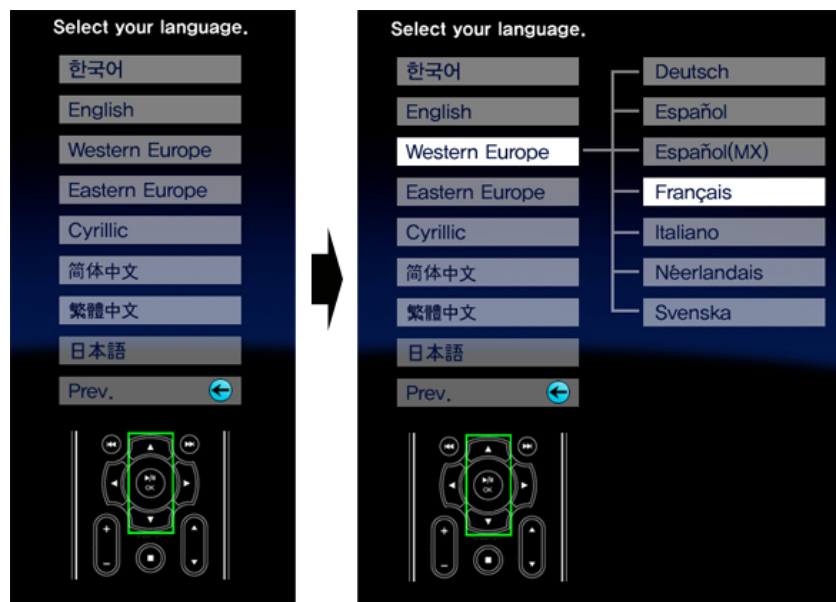 Select your language.
한국어
English
Western Europe
Eastern Europe
Cyrillic
简体中文
繁體中文
日本語
Prev.
OK
+
-
Select your language.
한국어
English
Western Europe
Eastern Europe
Cyrillic
简体中文
繁體中文
日本語
Prev.
Deutsch
Español
Español(MX)
Français
Italiano
Néerlandais
Svenska
OK
+
-